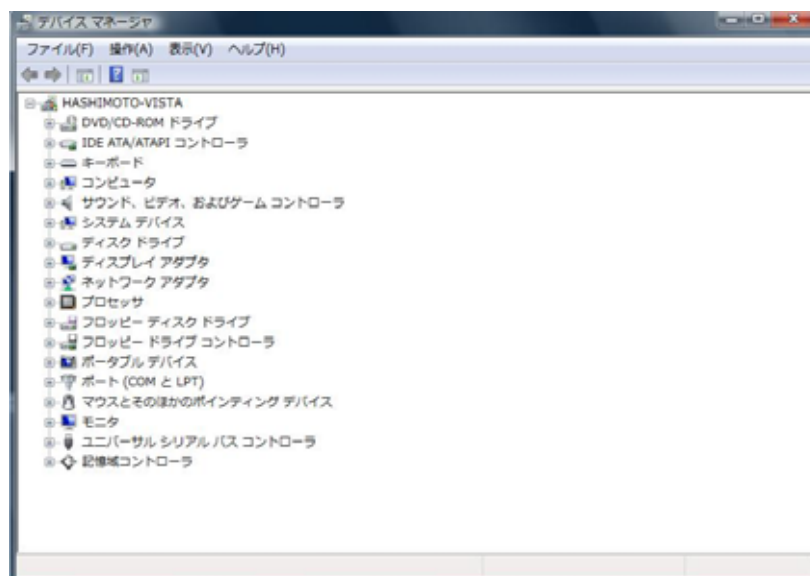 デバイス マネージャ
ファイル(F) 操作(A) 表示(V) ヘルプ(H)
HASHIMOTO-VISTA
DVD/CD-ROM ドライブ
IDE ATA/ATAPI コントローラ
キーボード
コンピュータ
サウンド、ビデオ、およびゲーム コントローラ
システム デバイス
ディスク ドライブ
ディスプレイ アダプタ
ネットワーク アダプタ
プロセッサ
フロッピー ディスク ドライブ
フロッピー ドライブ コントローラ
ポータブル デバイス
ポート (COM と LPT)
マウスとそのほかのポインティング デバイス
モニタ
ユニバーサル シリアル バス コントローラ
記憶域コントローラ